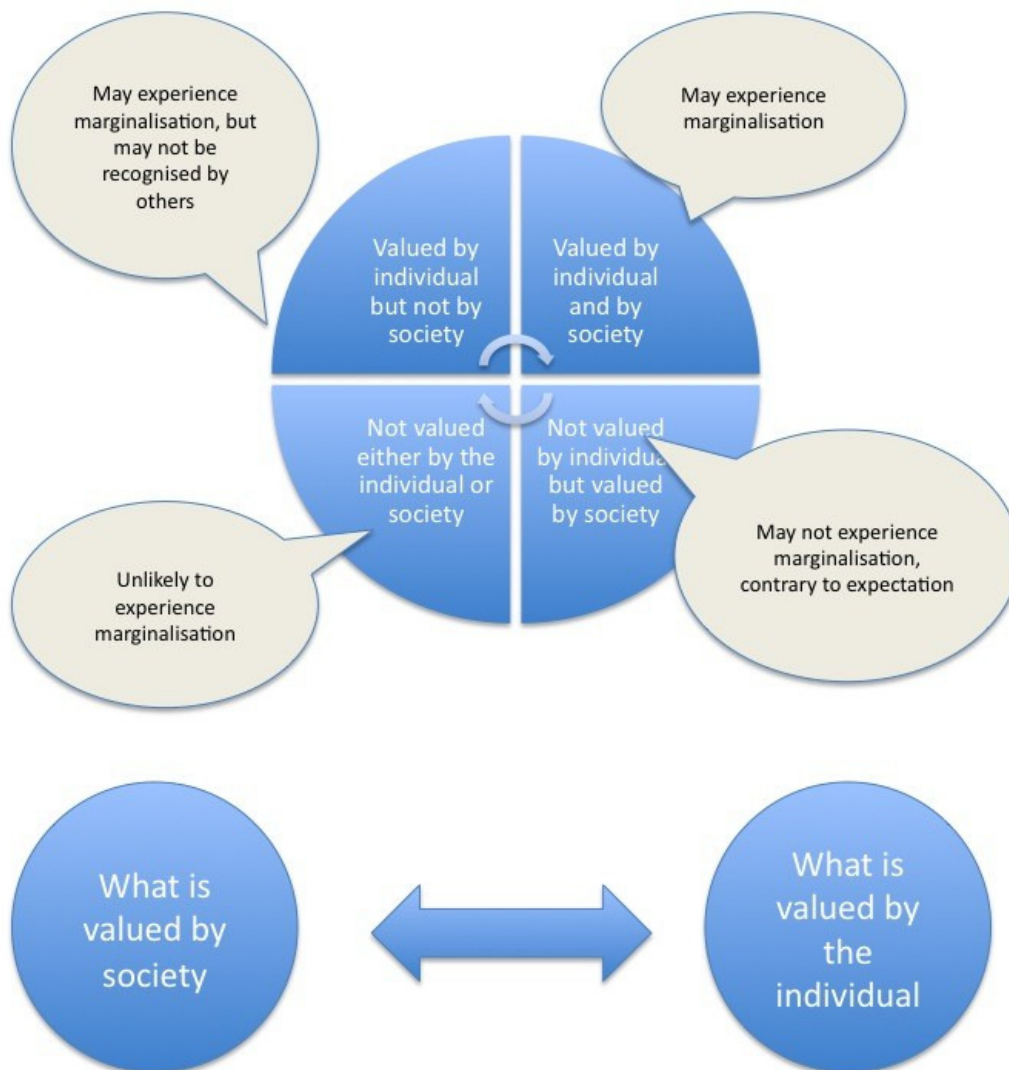 May experience
marginalisation, but
may not be
recognised by
others
May experience
marginalisation
Valued by
individual
but not by
society
Valued by
individual
and by
society
Not valued
either by the
individual or
society
Not valued
by individual
but valued
by society
Unlikely to
experience
marginalisation
May not experience
marginalisation,
contrary to expectation
What is
valued by
society
What is
valued by
the
individual